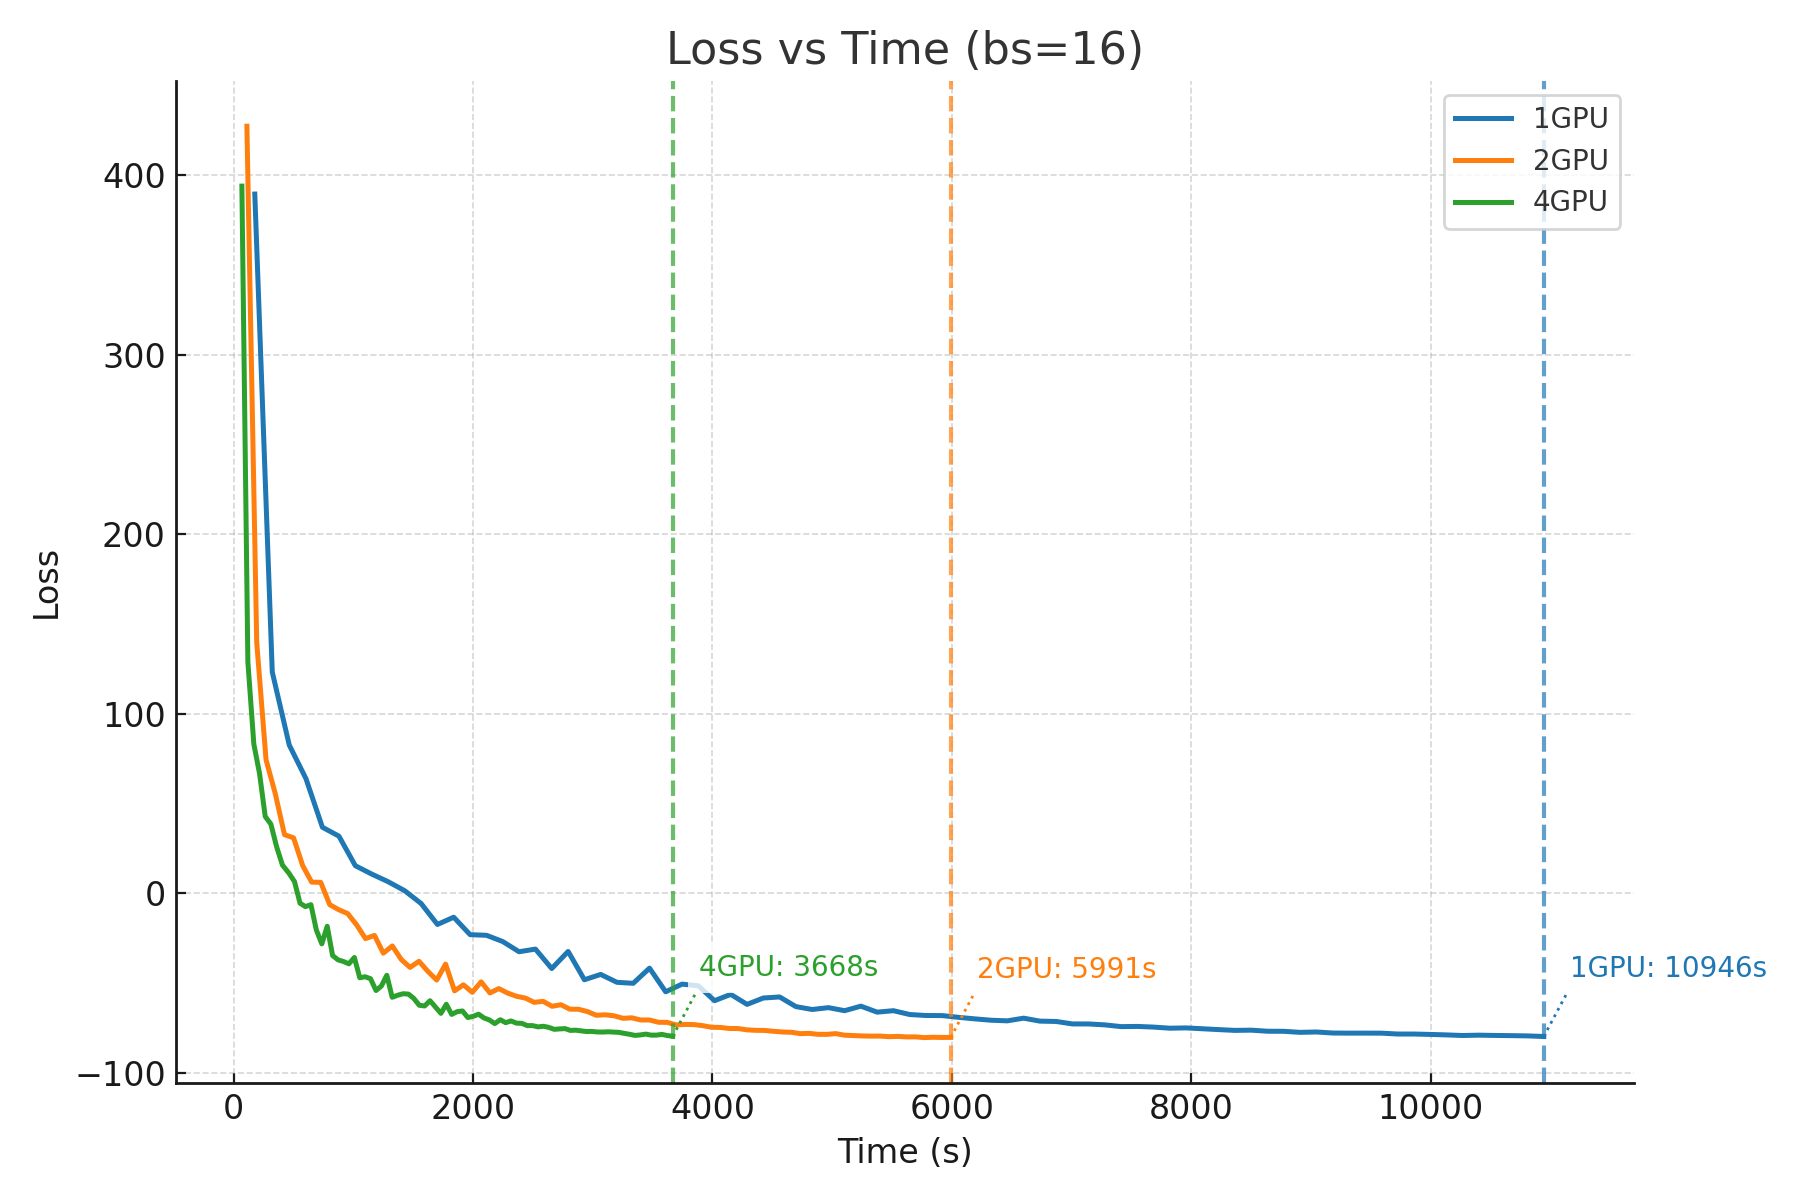 Loss vs Time (bs=16)
1GPU
2GPU
4GPU
400
300
200
100
0
−100
Loss
4GPU: 3668s
2GPU: 5991s
1GPU: 10946s
0 2000 4000 6000 8000 10000
Time (s)